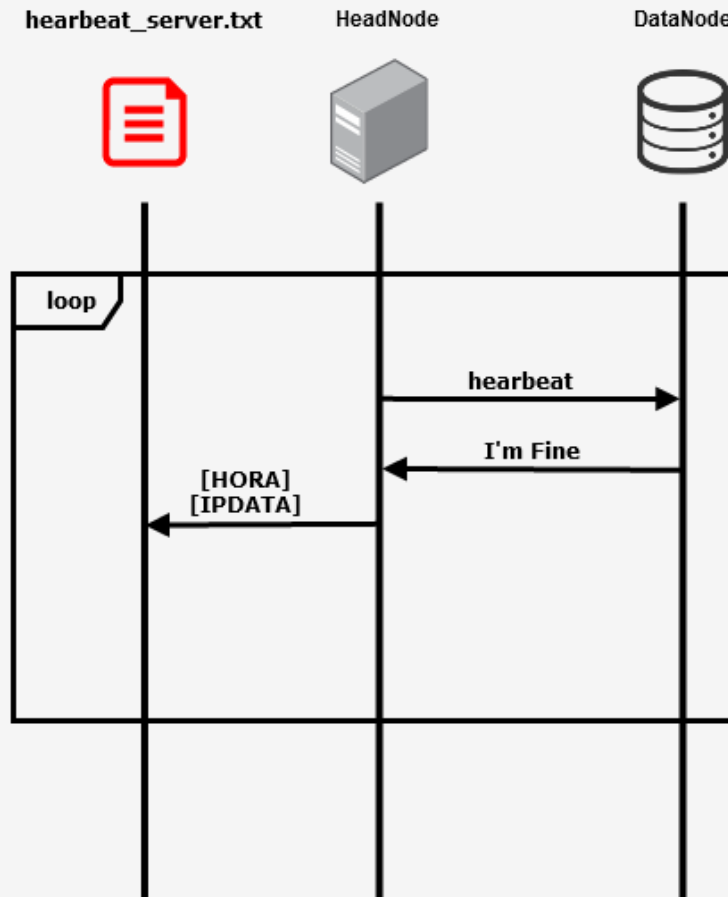 hearbeat_server.txt
HeadNode
DataNode
loop
hearbeat
I'm Fine
[HORA]
[IPDATA]